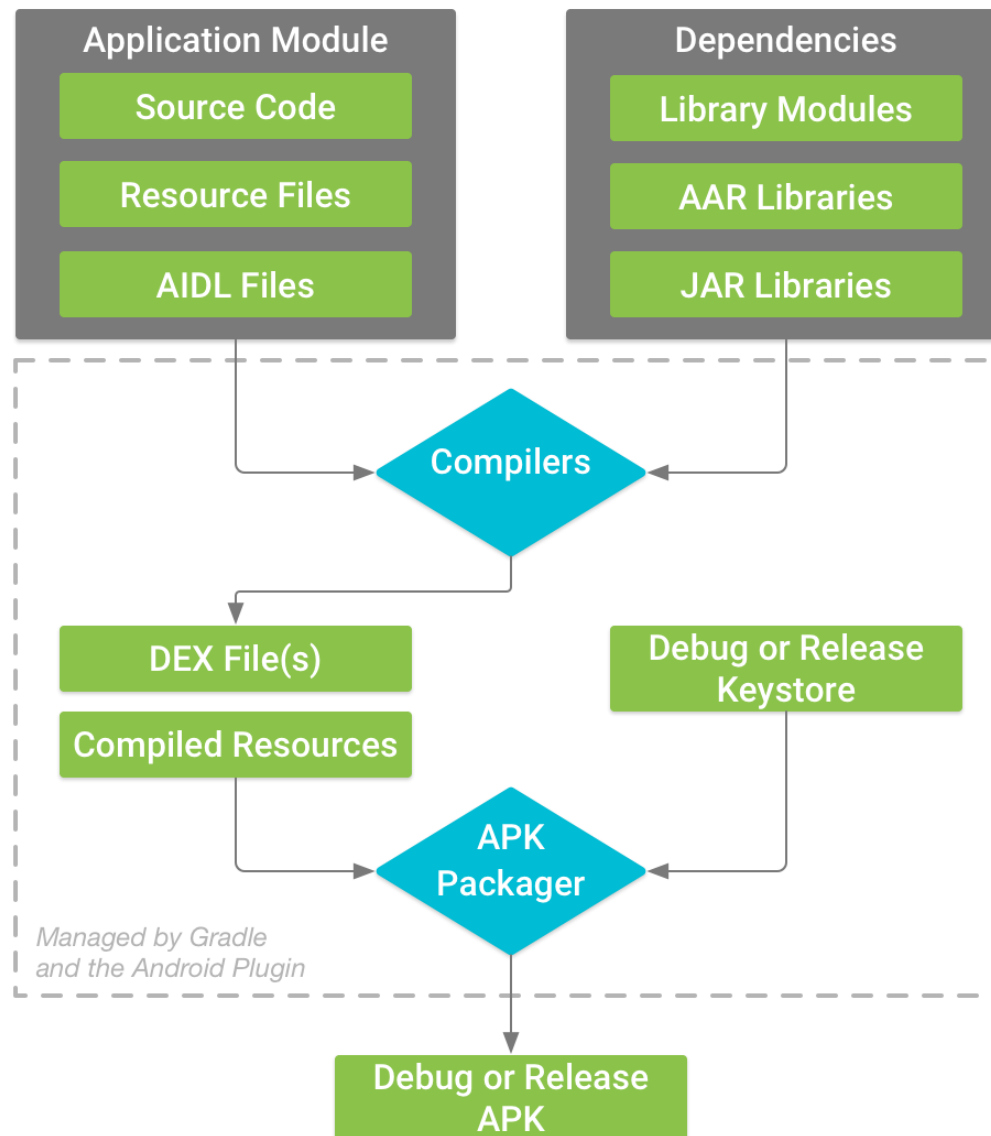 Application Module
Source Code
Resource Files
AIDL Files
Dependencies
Library Modules
AAR Libraries
JAR Libraries
Compilers
DEX File(s)
Compiled Resources
Debug or Release
Keystore
APK
Packager
Managed by Gradle
and the Android Plugin
Debug or Release
APK